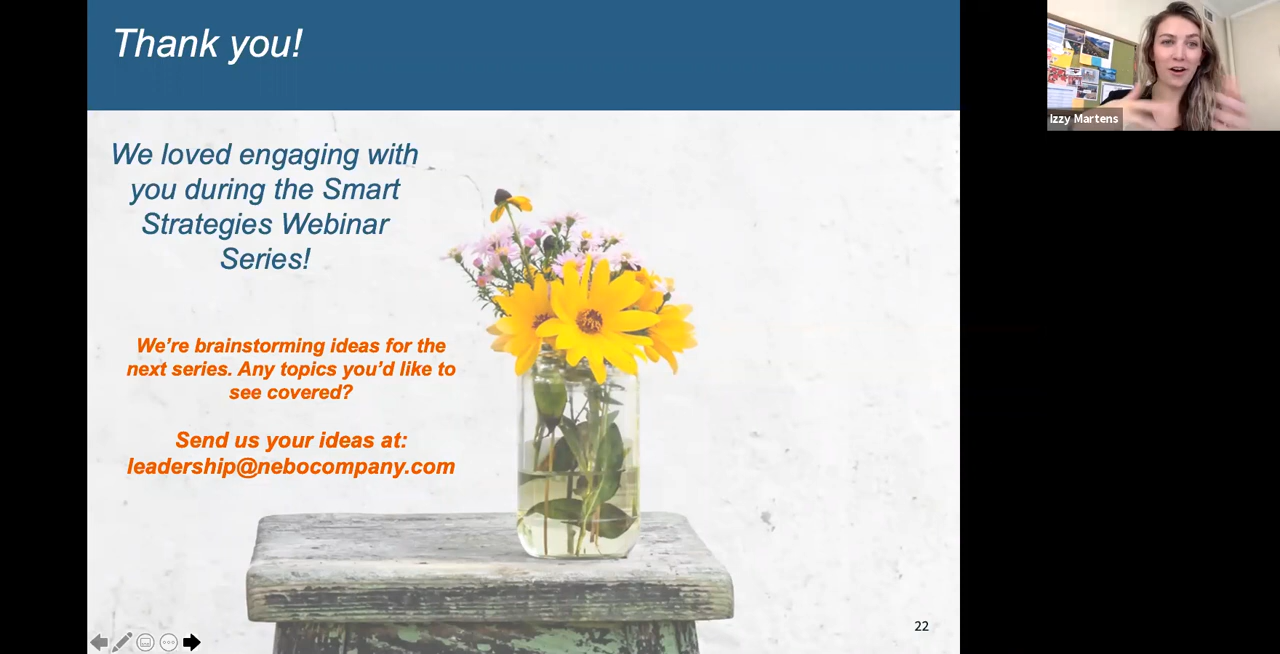 Thank you!
We loved engaging with
you during the Smart
Strategies Webinar
Series!
We’re brainstorming ideas for the
next series. Any topics you’d like to
see covered?
Send us your ideas at:
leadership@nebocompany.com
22
Izzy Martens